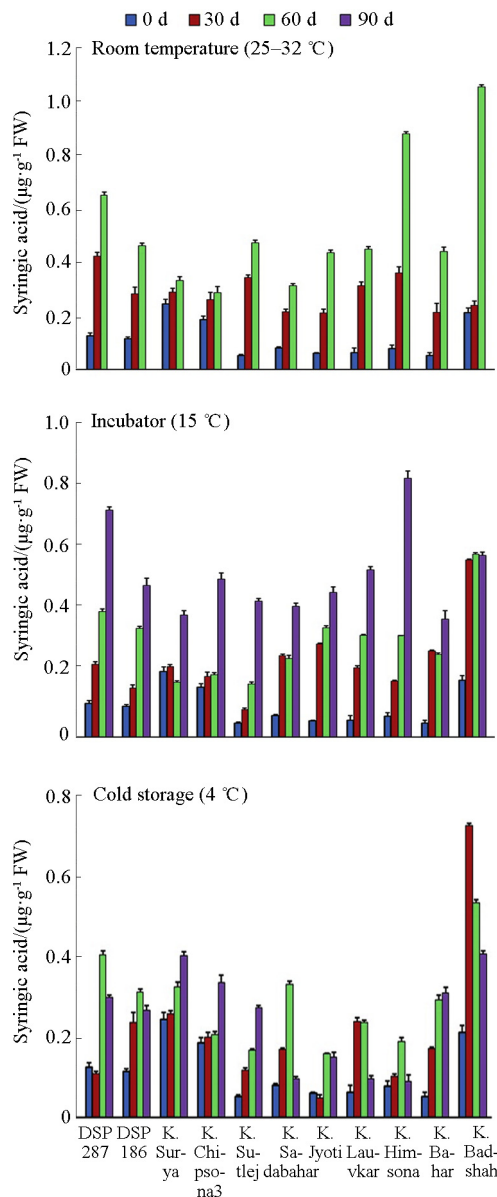 0 d 30 d 60 d 90 d
Room temperature (25–32 ℃)
Syringic acid/(μg·g⁻¹ FW)
1.2
1.0
0.8
0.6
0.4
0.2
0
Incubator (15 ℃)
Syringic acid/(μg·g⁻¹ FW)
1.0
0.8
0.6
0.4
0.2
0
Cold storage (4 ℃)
Syringic acid/(μg·g⁻¹ FW)
0.8
0.6
0.4
0.2
0
DSP DSP K. K. K. K. K. K. K. K. K.
287 186 Sur- Chi- Su- Sa- Jyoti Lau- Him- Ba- Bad-
ya pso- tlej dabahar vkar sona har shah
na3